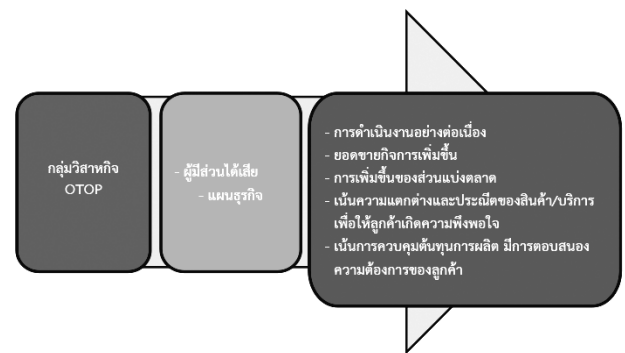 กลุ่มวิสาหกิจ
OTOP
- ผู้มีส่วนได้เสีย
- แผนธุรกิจ
- การดำเนินงานอย่างต่อเนื่อง
- ยอดขายกิจการเพิ่มขึ้น
- การเพิ่มขึ้นของส่วนแบ่งตลาด
- เน้นความแตกต่างและประณีตของสินค้า/บริการ
เพื่อให้ลูกค้าเกิดความพึงพอใจ
- เน้นการควบคุมต้นทุนการผลิต มีการตอบสนอง
ความต้องการของลูกค้า